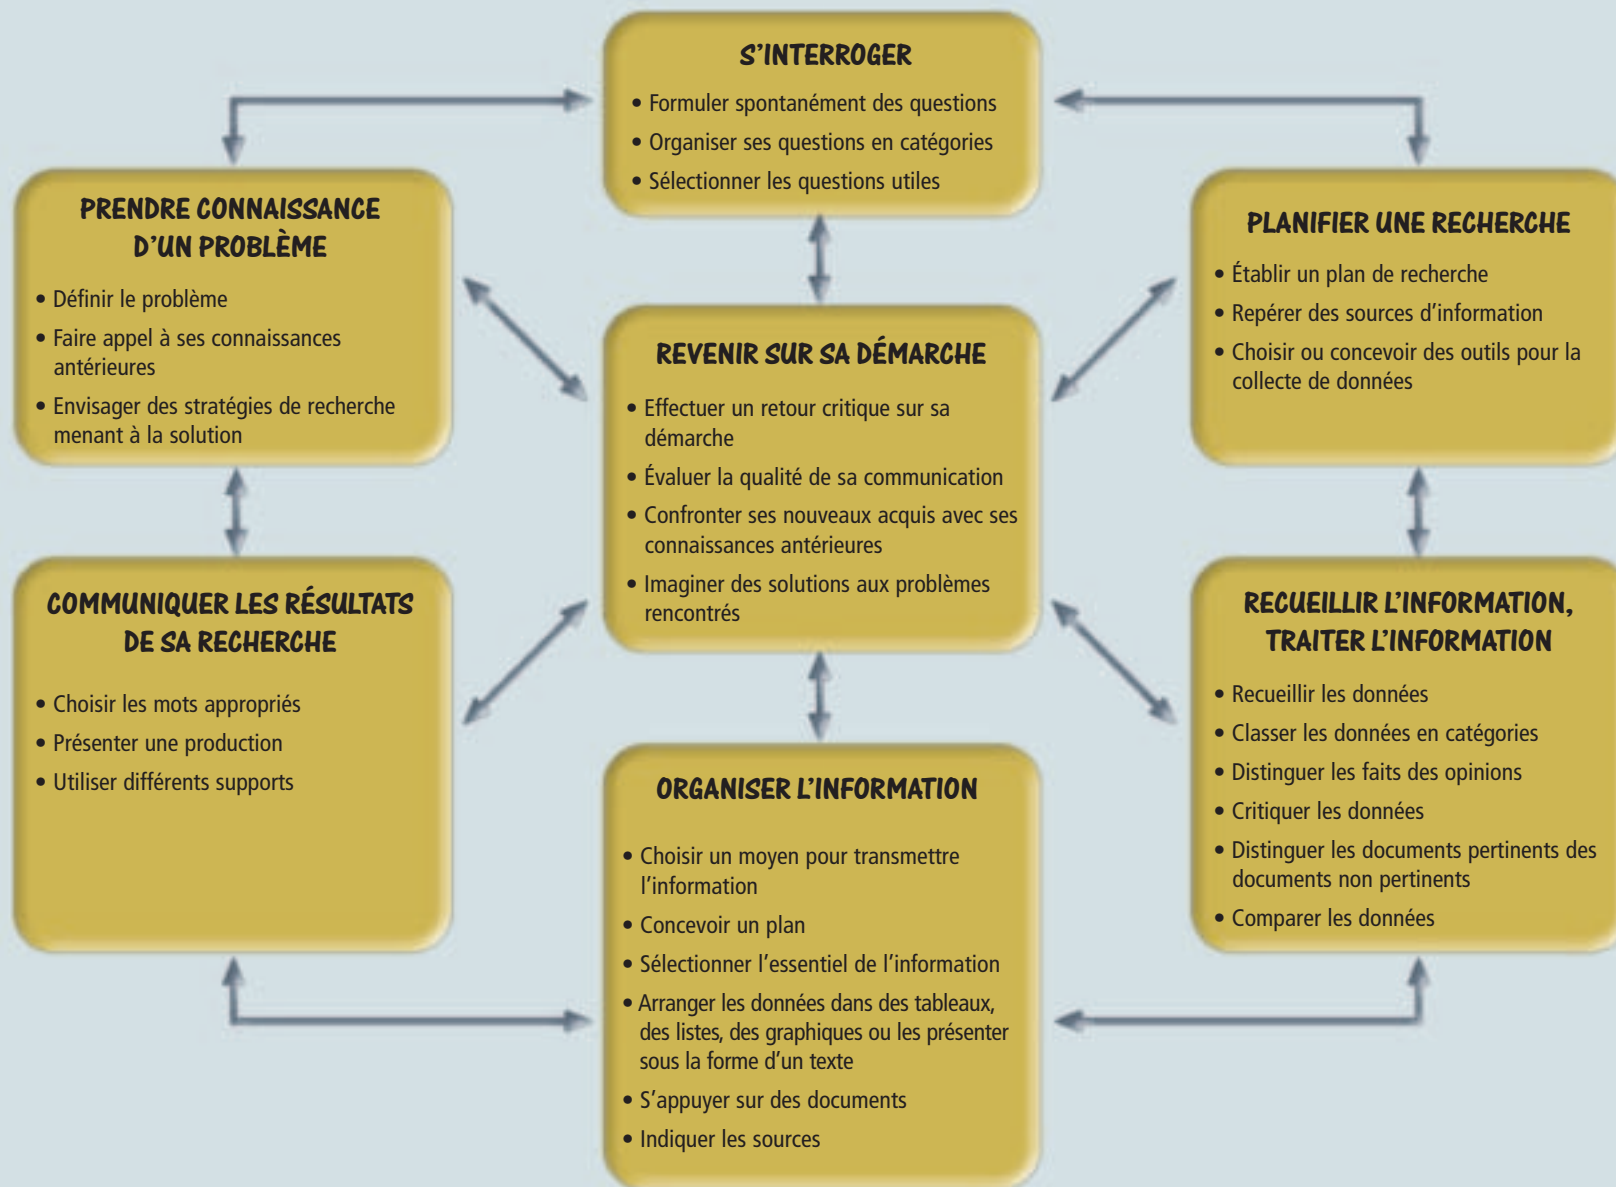 S'INTERROGER
• Formuler spontanément des questions
• Organiser ses questions en catégories
• Sélectionner les questions utiles
PRENDRE CONNAISSANCE
D'UN PROBLÈME
• Définir le problème
• Faire appel à ses connaissances
antérieures
• Envisager des stratégies de recherche
menant à la solution
PLANIFIER UNE RECHERCHE
• Établir un plan de recherche
• Repérer des sources d'information
• Choisir ou concevoir des outils pour la
collecte de données
REVENIR SUR SA DÉMARCHE
• Effectuer un retour critique sur sa
démarche
• Évaluer la qualité de sa communication
• Confronter ses nouveaux acquis avec ses
connaissances antérieures
• Imaginer des solutions aux problèmes
rencontrés
COMMUNIQUER LES RÉSULTATS
DE SA RECHERCHE
• Choisir les mots appropriés
• Présenter une production
• Utiliser différents supports
RECUEILLIR L'INFORMATION,
TRAITER L'INFORMATION
• Recueillir les données
• Classer les données en catégories
• Distinguer les faits des opinions
• Critiquer les données
• Distinguer les documents pertinents des
documents non pertinents
• Comparer les données
ORGANISER L'INFORMATION
• Choisir un moyen pour transmettre
l'information
• Concevoir un plan
• Sélectionner l'essentiel de l'information
• Arranger les données dans des tableaux,
des listes, des graphiques ou les présenter
sous la forme d'un texte
• S'appuyer sur des documents
• Indiquer les sources